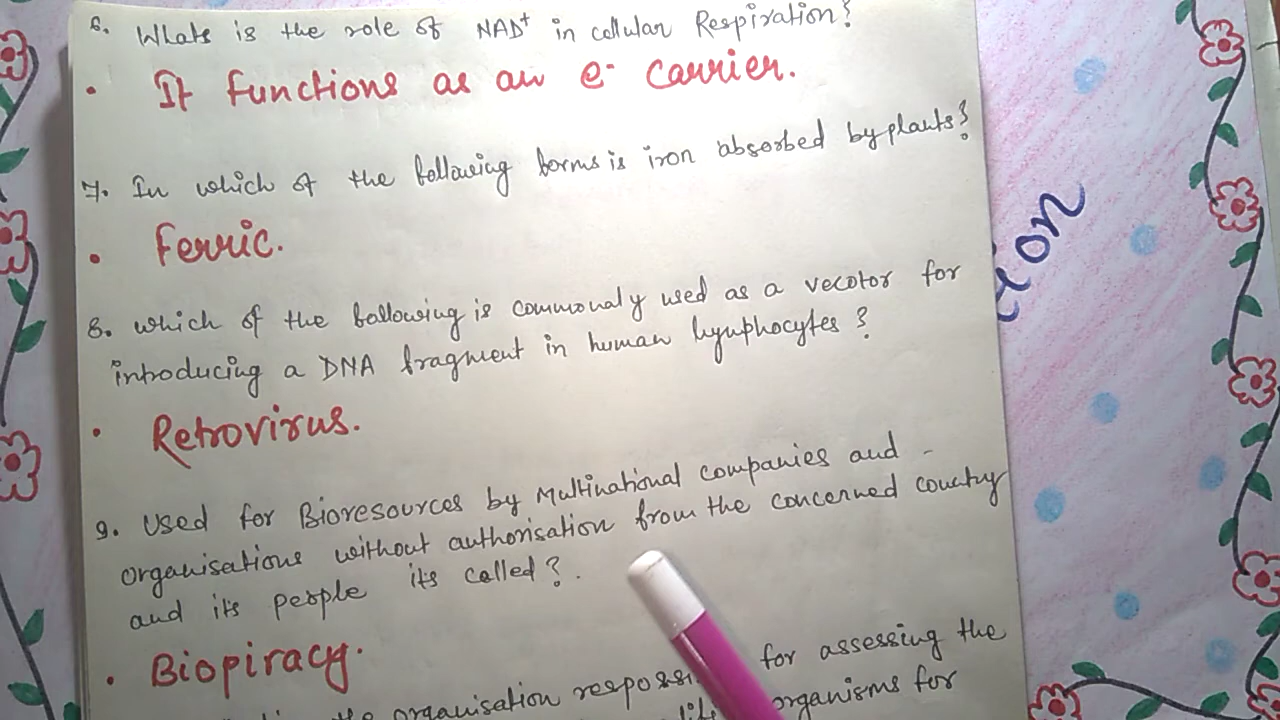 6. Whats is the role of NAD+ in cellular Respiration?
• It functions as an e- carrier.
7. In which of the following forms is iron absorbed by plants?
• Ferric.
8. which of the following is commonaly used as a vecotor for
introducing a DNA fragment in human lymphocytes?
• Retrovirus.
9. Used for Bioresources by Multinational companies and -
organisations without authorisation from the concerned country
and its people its called?.
• Biopiracy.
the organisation
for assessing the
organisms for